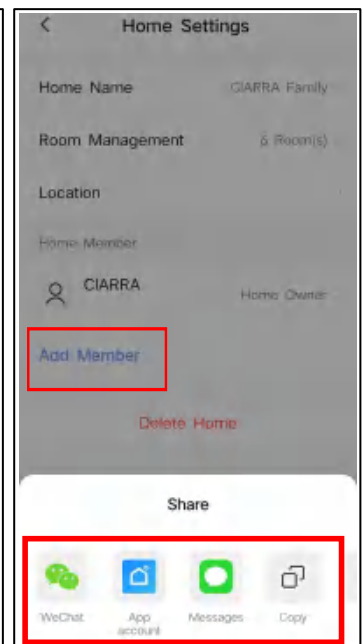 Home Settings
Home Name CIARRA Family
Room Management 6 Room(s)
Location
Home Member
CIARRA Home Owner
Add Member
Delete Home
Share
WeChat App account Messages Copy